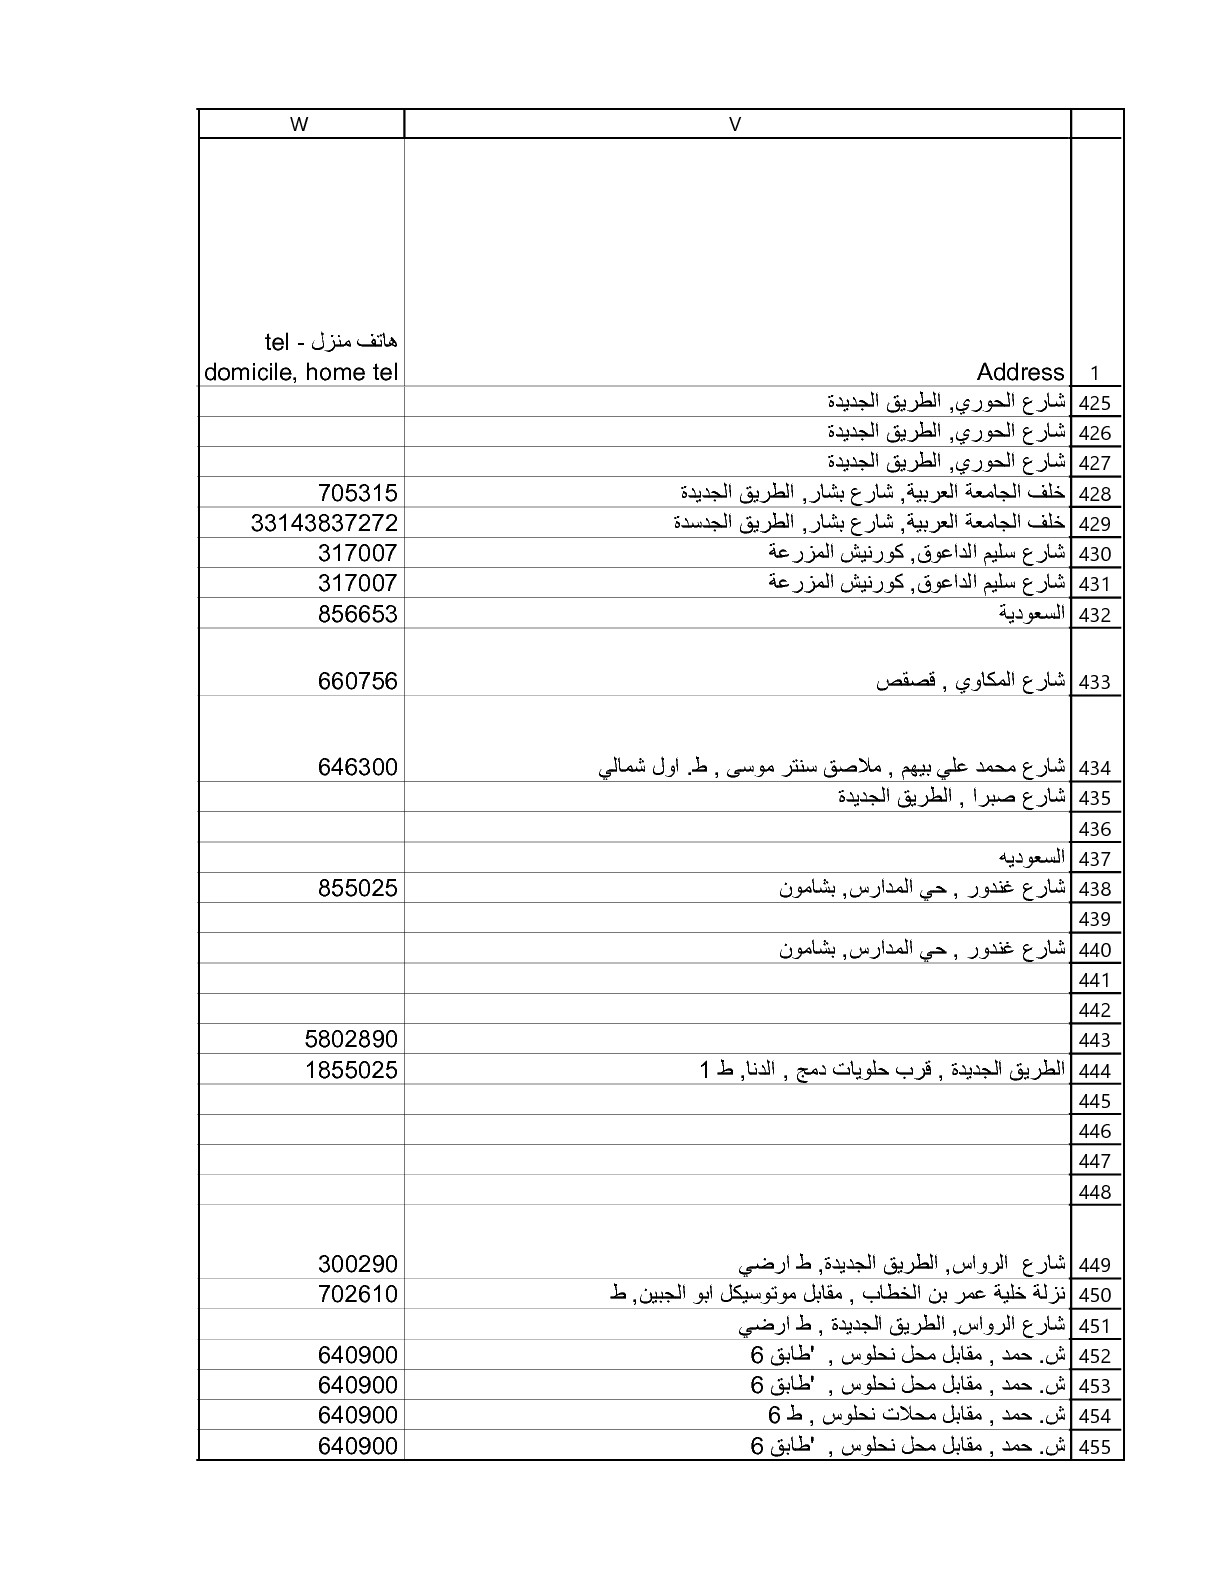 V W
1 Address هاتف منزل - tel
domicile, home tel
425 شارع الحوري, الطريق الجديدة
426 شارع الحوري, الطريق الجديدة
427 شارع الحوري, الطريق الجديدة
428 خلف الجامعة العربية, شارع بشار, الطريق الجديدة 705315
429 خلف الجامعة العربية, شارع بشار, الطريق الجدسدة 33143837272
430 شارع سليم الداعوق, كورنيش المزرعة 317007
431 شارع سليم الداعوق, كورنيش المزرعة 317007
432 السعودية 856653
433 شارع المكاوي , قصقص 660756
434 شارع محمد علي بيهم , ملاصق سنتر موسى , ط. اول شمالي 646300
435 شارع صبرا , الطريق الجديدة
436
437 السعوديه
438 شارع غندور , حي المدارس, بشامون 855025
439
440 شارع غندور , حي المدارس, بشامون
441
442
443 5802890
444 الطريق الجديدة , قرب حلويات دمج , الدنا, ط 1 1855025
445
446
447
448
449 شارع الرواس, الطريق الجديدة, ط ارضي 300290
450 نزلة خلية عمر بن الخطاب , مقابل موتوسيكل ابو الجبين, ط 702610
451 شارع الرواس, الطريق الجديدة , ط ارضي
452 ش. حمد , مقابل محل نحلوس , 'طابق 6 640900
453 ش. حمد , مقابل محل نحلوس , 'طابق 6 640900
454 ش. حمد , مقابل محلات نحلوس , ط 6 640900
455 ش. حمد , مقابل محل نحلوس , 'طابق 6 640900